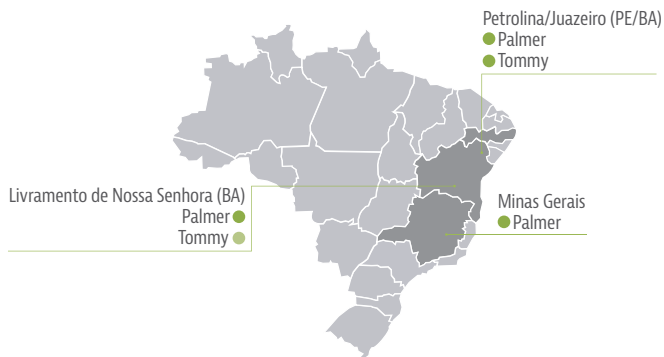 Petrolina/Juazeiro (PE/BA)
Palmer
Tommy
Livramento de Nossa Senhora (BA)
Palmer
Tommy
Minas Gerais
Palmer